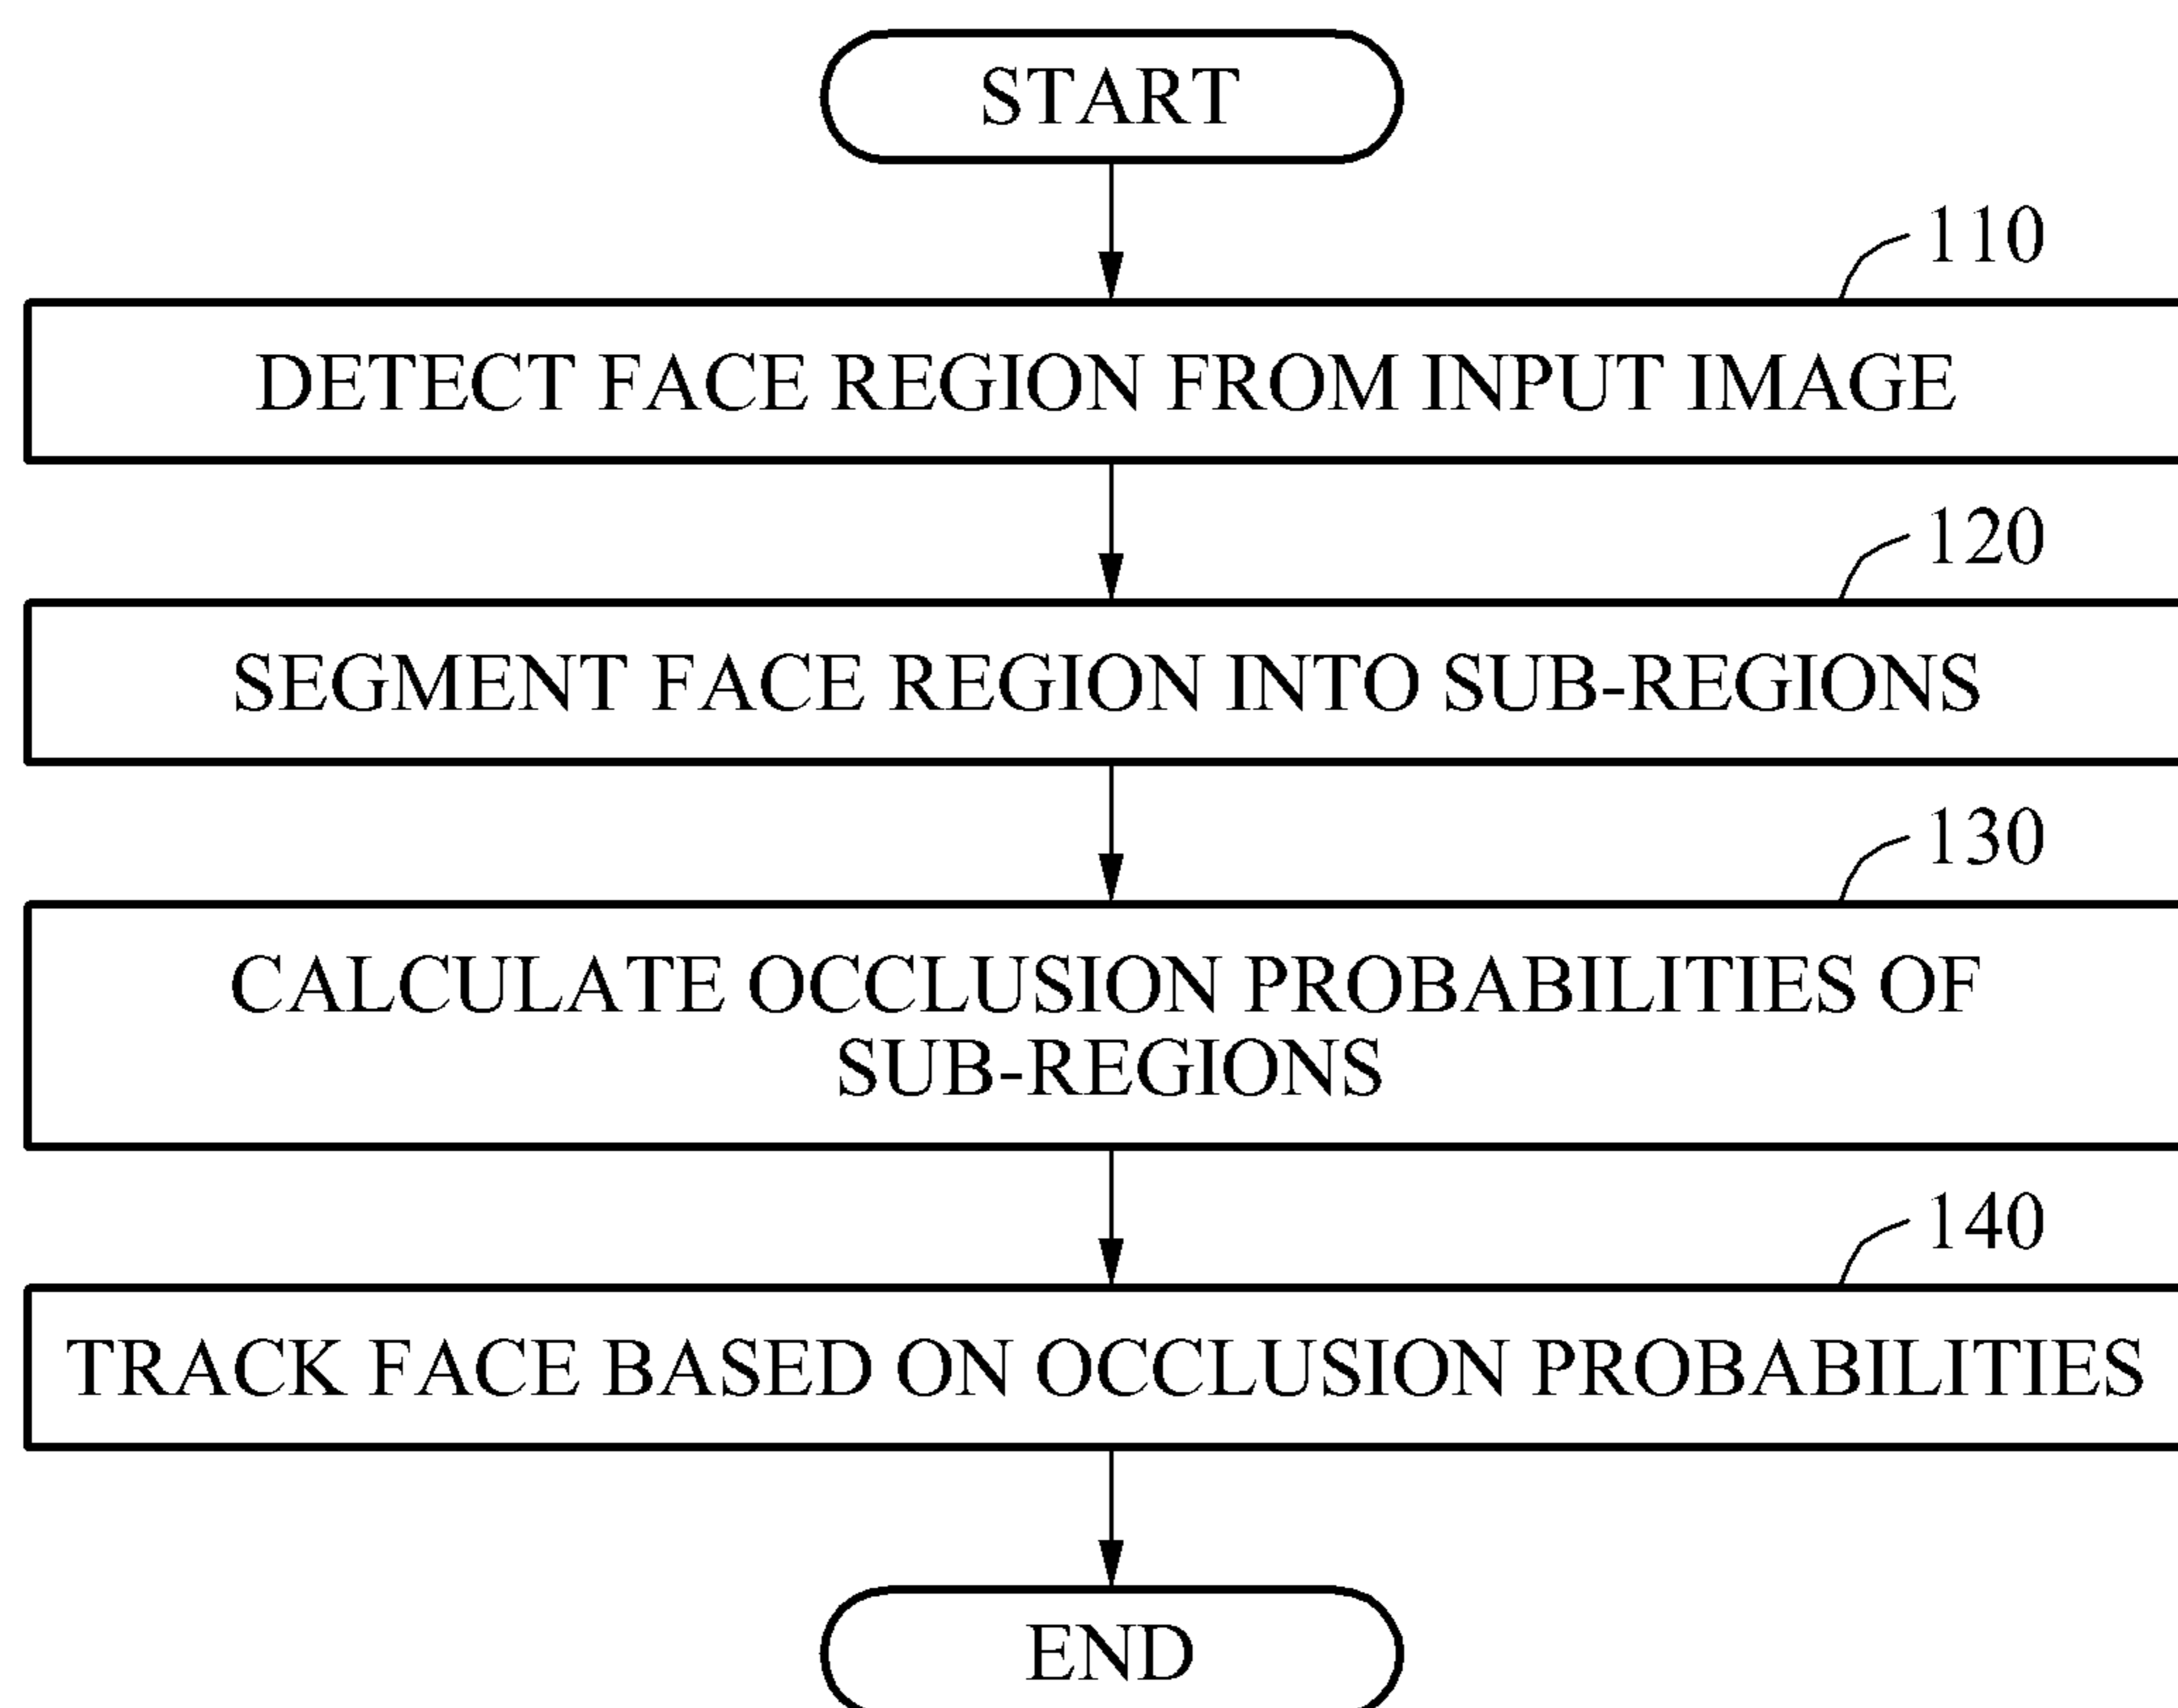 START
110
DETECT FACE REGION FROM INPUT IMAGE
120
SEGMENT FACE REGION INTO SUB-REGIONS
130
CALCULATE OCCLUSION PROBABILITIES OF
SUB-REGIONS
140
TRACK FACE BASED ON OCCLUSION PROBABILITIES
END